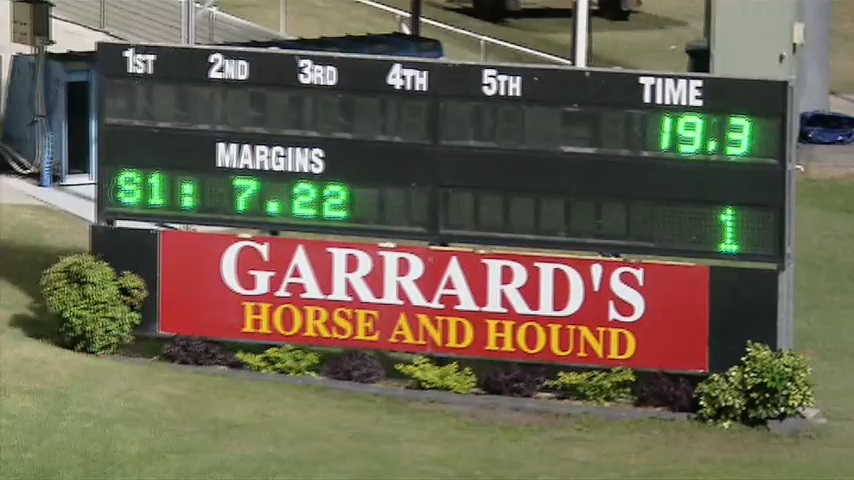 1ST 2ND 3RD 4TH 5TH TIME
19.3
MARGINS
S1: 7.22 1
GARRARD'S
HORSE AND HOUND